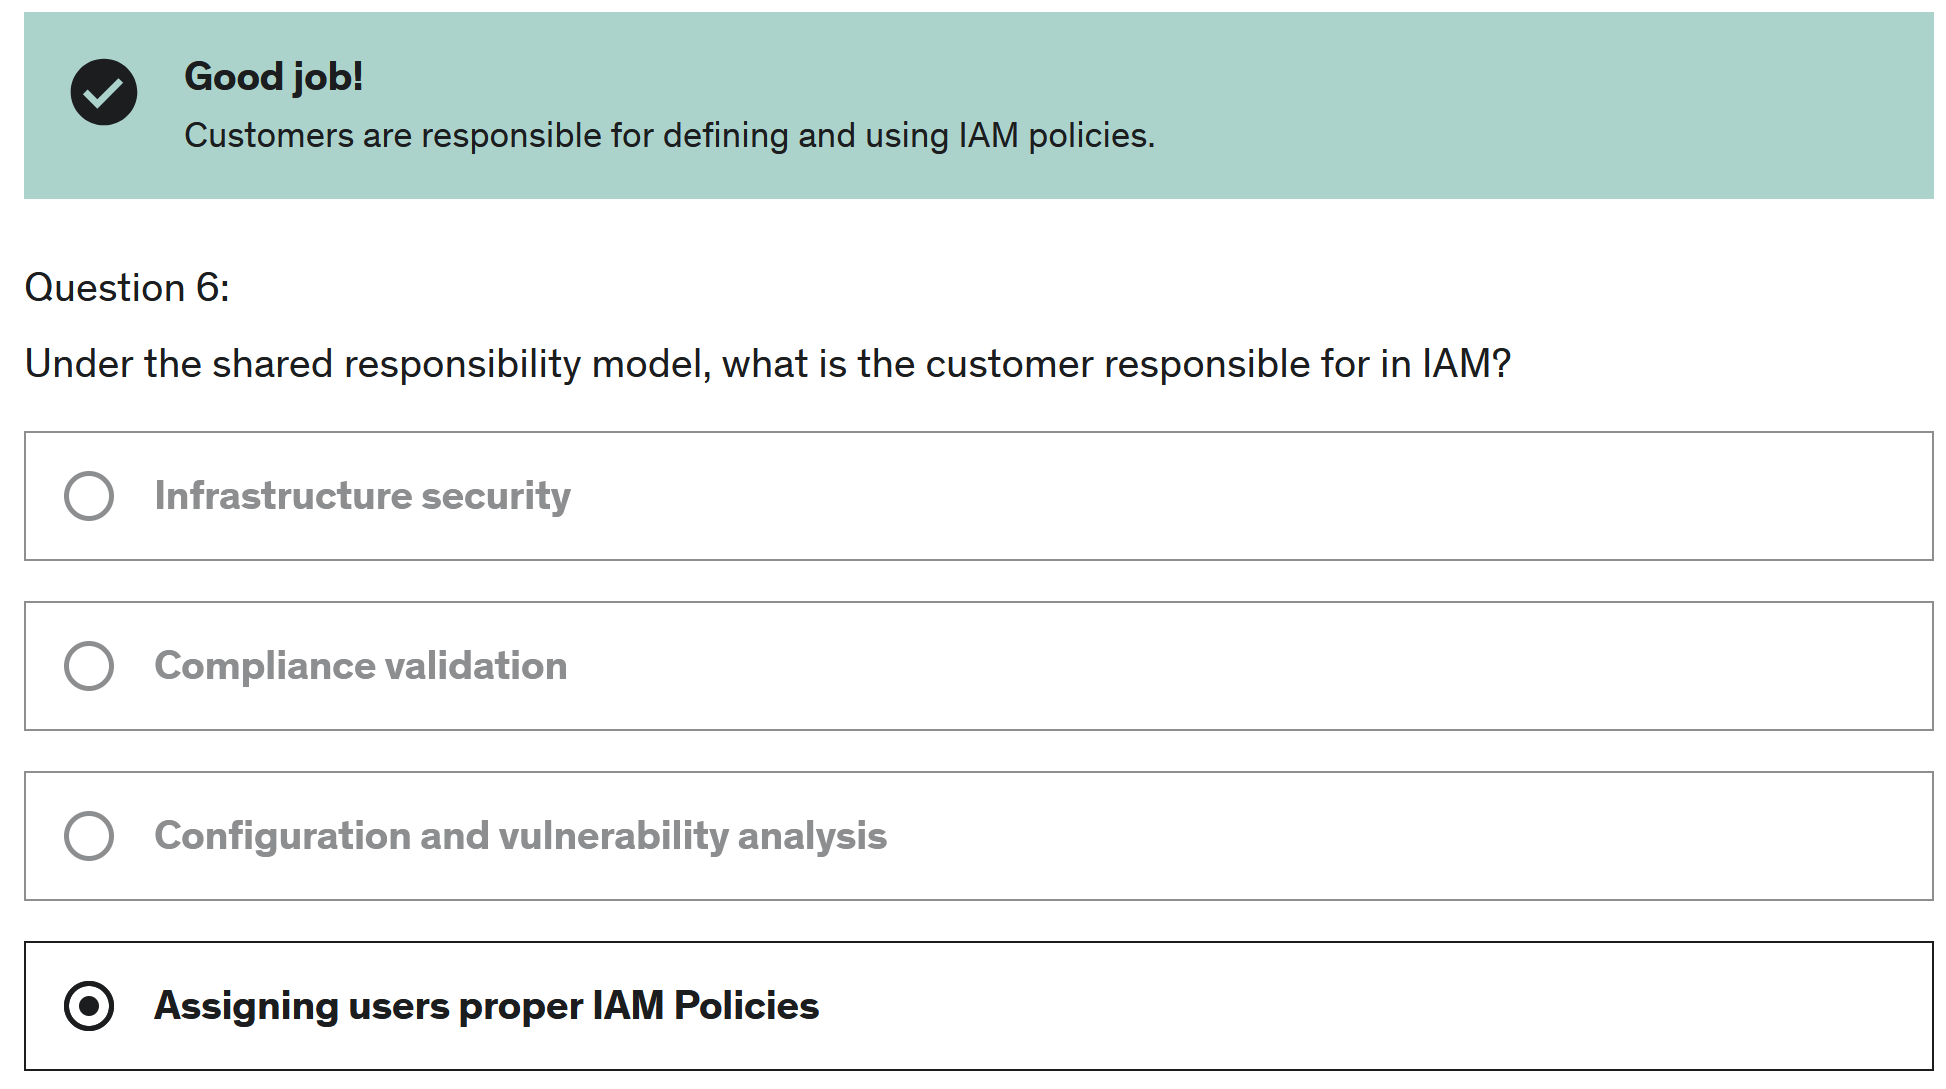 Good job!
Customers are responsible for defining and using IAM policies.
Question 6:
Under the shared responsibility model, what is the customer responsible for in IAM?
Infrastructure security
Compliance validation
Configuration and vulnerability analysis
Assigning users proper IAM Policies